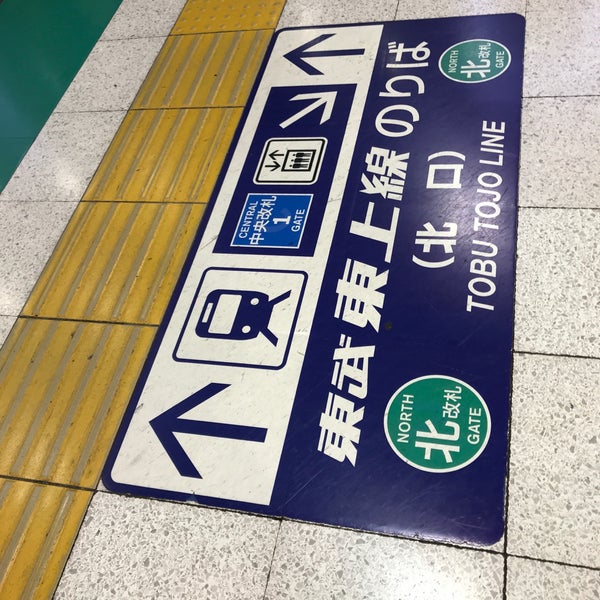 中央改札
1
CENTRAL
GATE
東武東上線のりば
(北 口)
TOBU TOJO LINE
NORTH
北改札
GATE
NORTH
北改札
GATE